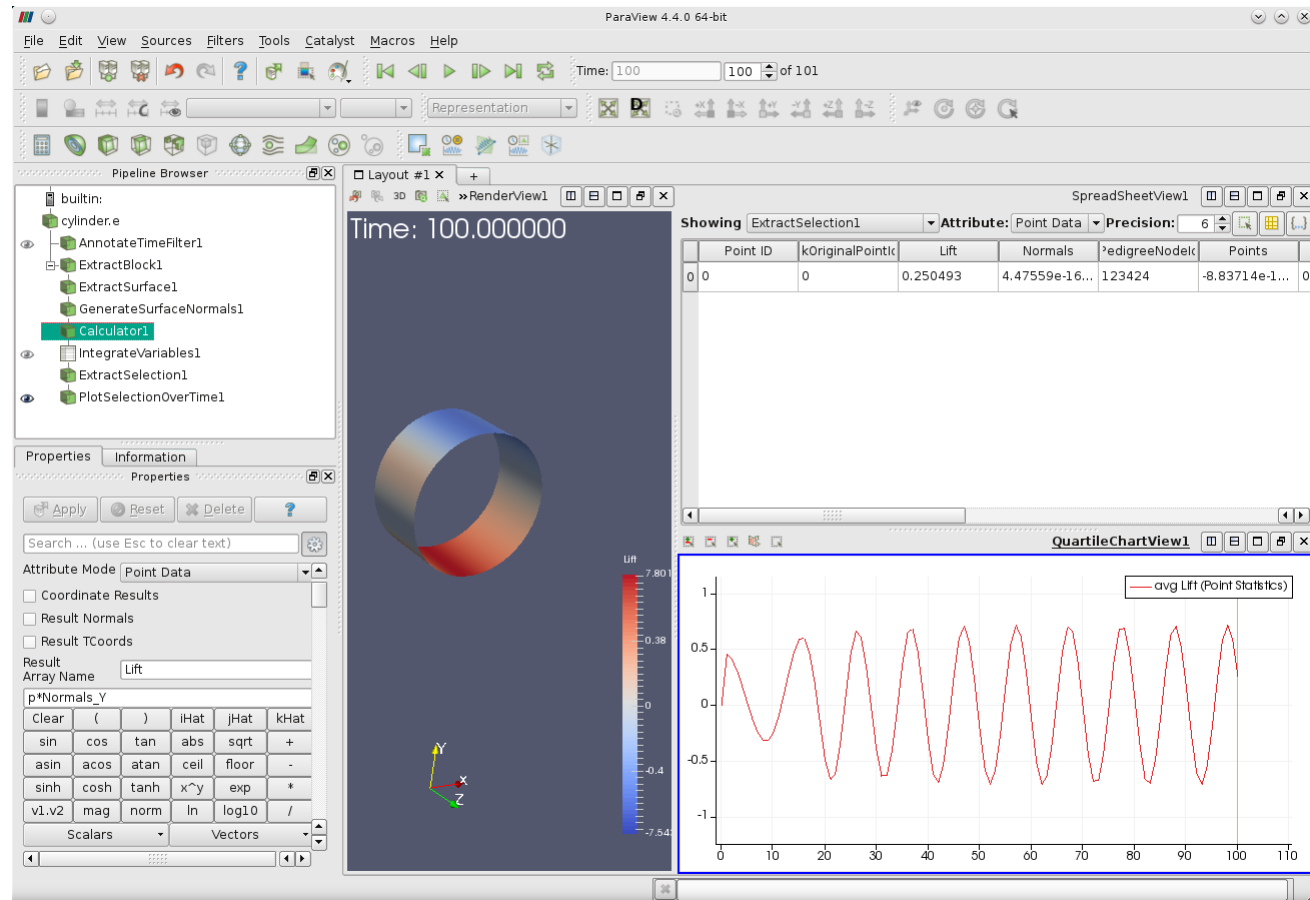 ParaView 4.4.0 64-bit
File Edit View Sources Filters Tools Catalyst Macros Help
Time: 100 100 of 101
Representation
Pipeline Browser
builtin:
cylinder.e
AnnotateTimeFilter1
ExtractBlock1
ExtractSurface1
GenerateSurfaceNormals1
Calculator1
IntegrateVariables1
ExtractSelection1
PlotSelectionOverTime1
Properties Information
Properties
Apply Reset Delete ?
Search ... (use Esc to clear text)
Attribute Mode Point Data
Coordinate Results
Result Normals
Result TCoords
Result
Array Name Lift
p*Normals_Y
Clear ( ) iHat jHat kHat
sin cos tan abs sqrt +
asin acos atan ceil floor -
sinh cosh tanh x^y exp *
v1.v2 mag norm ln log10 /
Scalars Vectors
Layout #1 +
3D » RenderView1
Time: 100.000000
Lift
7.801
0.38
0
-0.4
-7.54
Y
X
Z
SpreadSheetView1
Showing ExtractSelection1 Attribute: Point Data Precision: 6 {...}
Point ID kOriginalPointIc Lift Normals PedigreeNodeIc Points
0 0 0 0.250493 4.47559e-16... 123424 -8.83714e-1... 0
QuartileChartView1
avg Lift (Point Statistics)
1
0.5
0
-0.5
-1
0 10 20 30 40 50 60 70 80 90 100 110